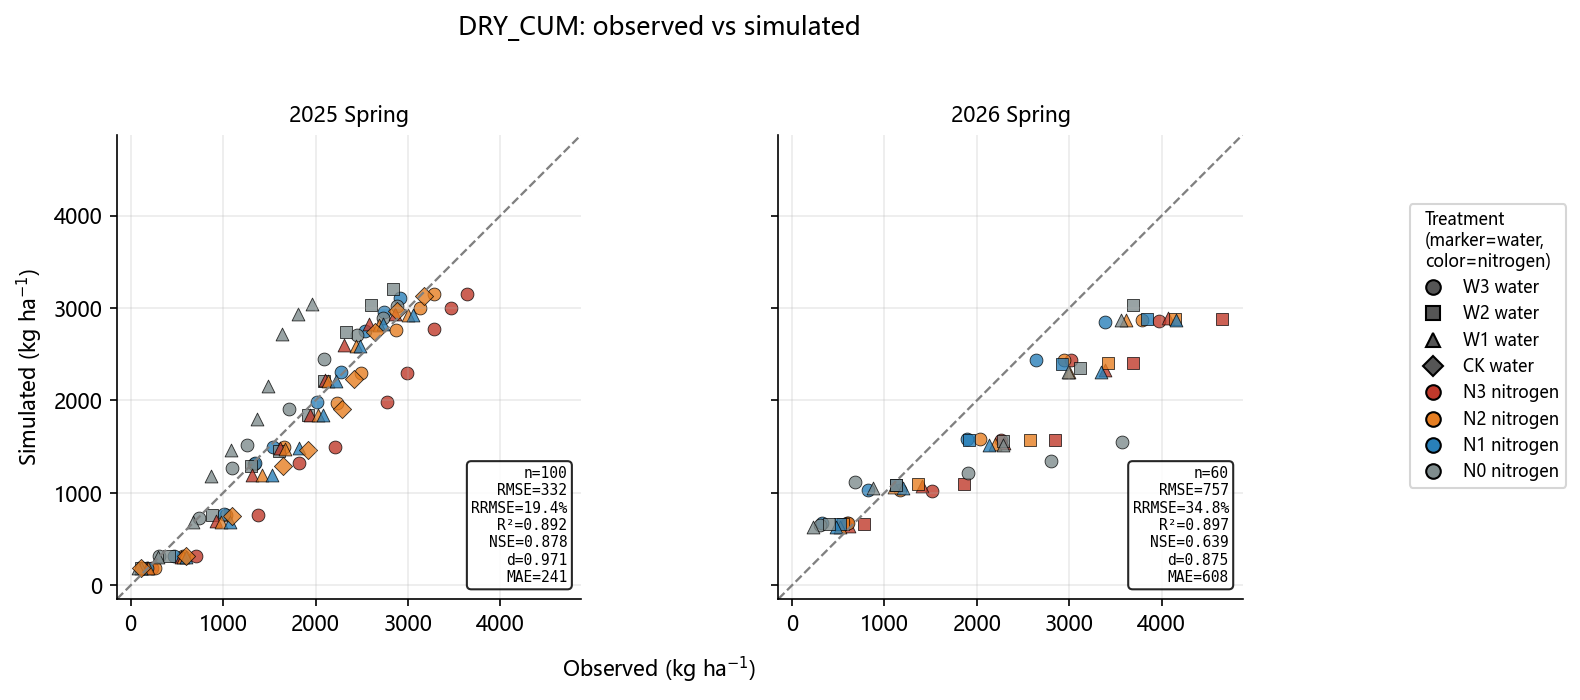 DRY_CUM: observed vs simulated
2025 Spring
2026 Spring
Simulated (kg ha⁻¹)
4000
3000
2000
1000
0
0 1000 2000 3000 4000
n=100
RMSE=332
RRMSE=19.4%
R²=0.892
NSE=0.878
d=0.971
MAE=241
0 1000 2000 3000 4000
n=60
RMSE=757
RRMSE=34.8%
R²=0.897
NSE=0.639
d=0.875
MAE=608
Observed (kg ha⁻¹)
Treatment
(marker=water,
color=nitrogen)
W3 water
W2 water
W1 water
CK water
N3 nitrogen
N2 nitrogen
N1 nitrogen
N0 nitrogen